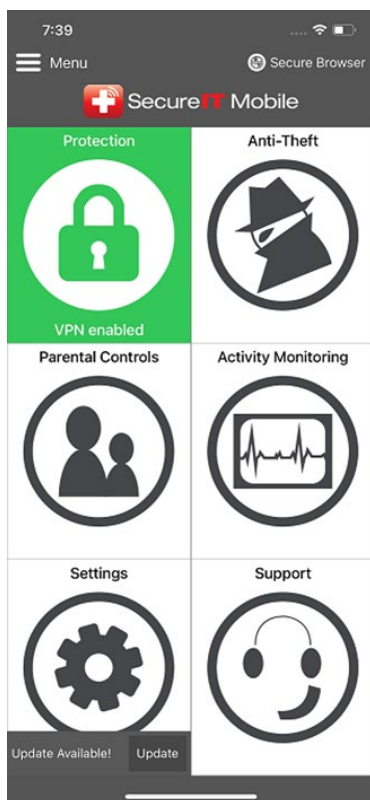 7:39
Menu
Secure Browser
SecureIT Mobile
Protection
Anti-Theft
VPN enabled
Parental Controls
Activity Monitoring
Settings
Support
Update Available!
Update